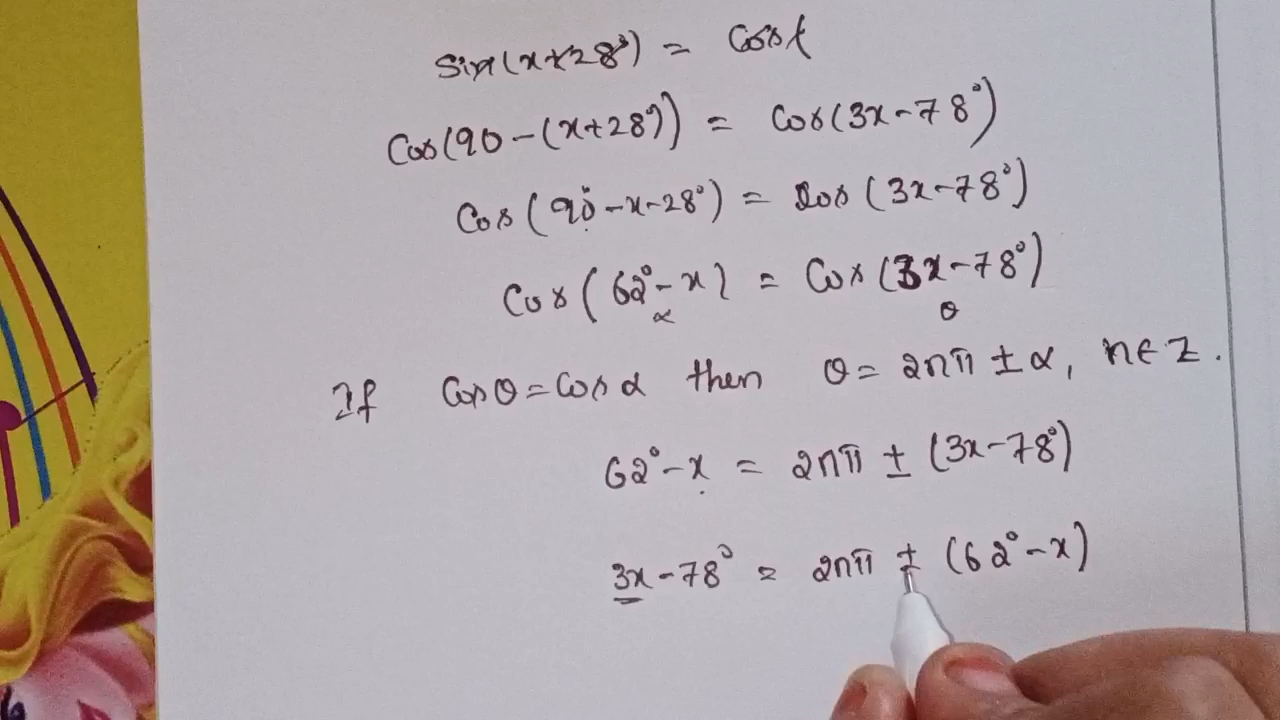 Sin(x+28°) = Cos(
Cos(90-(x+28°)) = Cos(3x-78°)
Cos(90°-x-28°) = Cos(3x-78°)
Cos(62°-x) = Cos(3x-78°)
α θ
If Cosθ=Cosα then θ= 2nπ ± α, n∈Z.
62°-x = 2nπ ± (3x-78°)
3x-78° = 2nπ ± (62°-x)